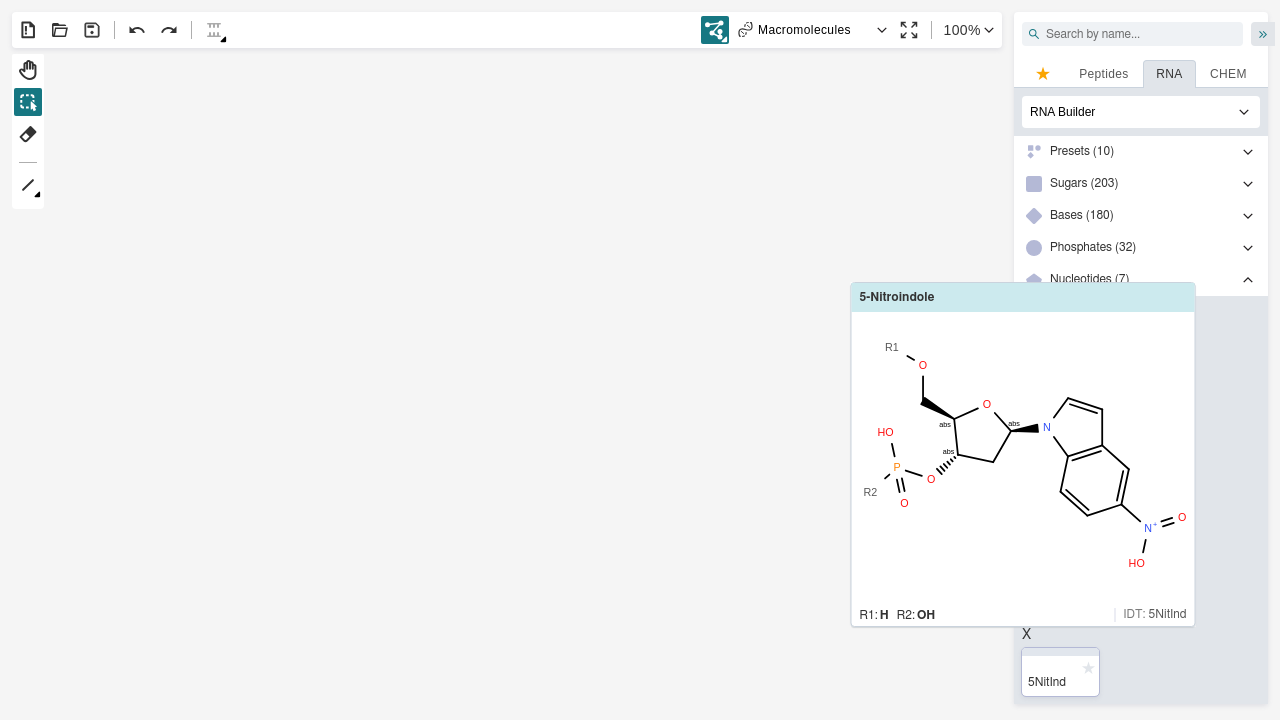 Macromolecules
100%
Search by name...
Peptides
RNA
CHEM
RNA Builder
Presets (10)
Sugars (203)
Bases (180)
Phosphates (32)
Nucleotides (7)
5-Nitroindole
R1
O
O
abs
abs
N
HO
abs
P
O
R2
O
N+
O
HO
R1: H R2: OH
IDT: 5NitInd
X
5NitInd